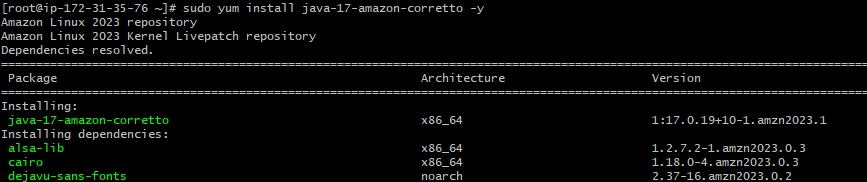 [root@ip-172-31-35-76 ~]# sudo yum install java-17-amazon-corretto -y
Amazon Linux 2023 repository
Amazon Linux 2023 Kernel Livepatch repository
Dependencies resolved.
Package Architecture Version
Installing:
java-17-amazon-corretto x86_64 1:17.0.19+10-1.amzn2023.1
Installing dependencies:
alsa-lib x86_64 1.2.7.2-1.amzn2023.0.3
cairo x86_64 1.18.0-4.amzn2023.0.3
dejavu-sans-fonts noarch 2.37-16.amzn2023.0.2